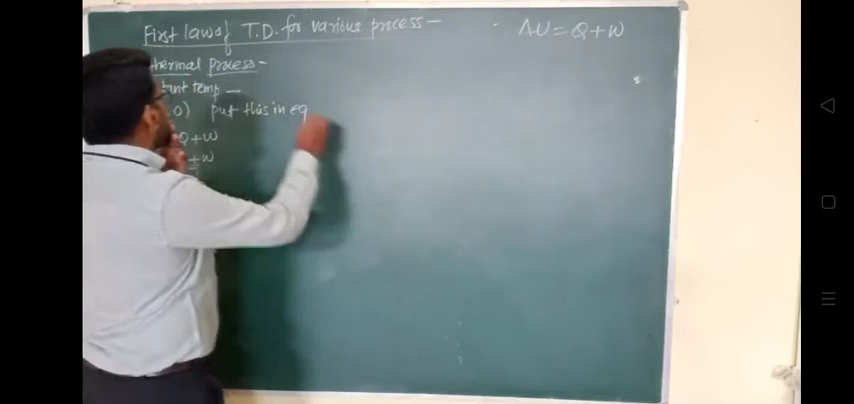 First law of T.D. for various process- ΔU = Q + W
thermal process-
tant temp -
0) put this in eq
Q + W
+ W